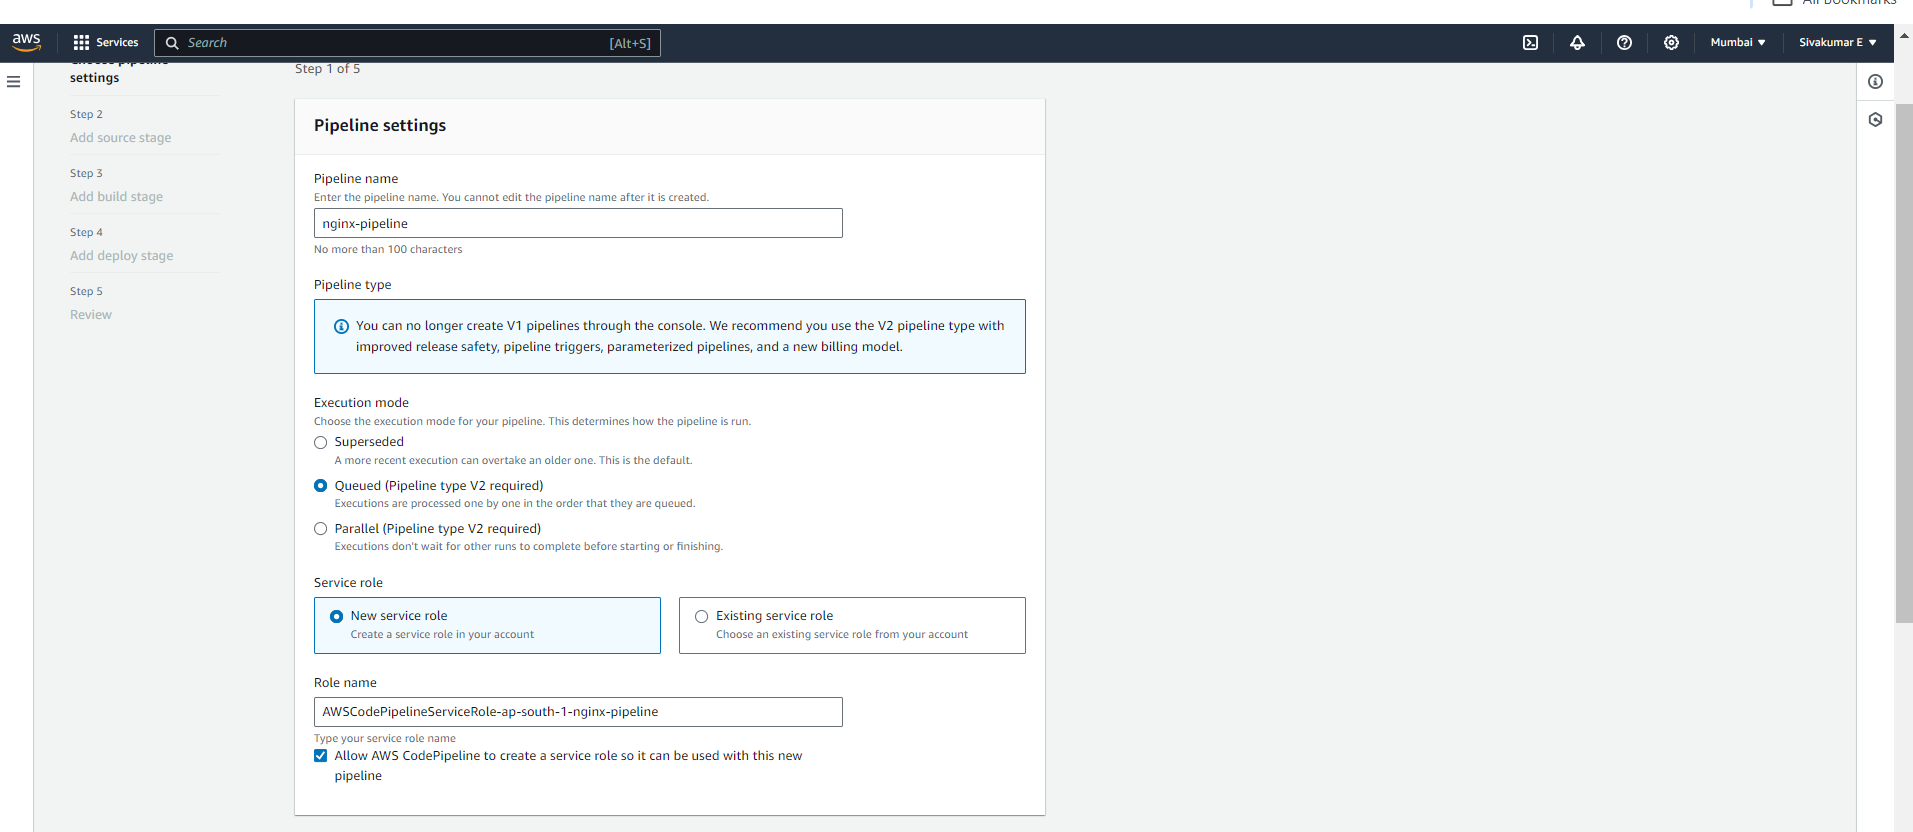 All Bookmarks
aws
Services
Search
[Alt+S]
Mumbai
Sivakumar E
Choose pipeline
settings
Step 2
Add source stage
Step 3
Add build stage
Step 4
Add deploy stage
Step 5
Review
Step 1 of 5
Pipeline settings
Pipeline name
Enter the pipeline name. You cannot edit the pipeline name after it is created.
nginx-pipeline
No more than 100 characters
Pipeline type
You can no longer create V1 pipelines through the console. We recommend you use the V2 pipeline type with
improved release safety, pipeline triggers, parameterized pipelines, and a new billing model.
Execution mode
Choose the execution mode for your pipeline. This determines how the pipeline is run.
Superseded
A more recent execution can overtake an older one. This is the default.
Queued (Pipeline type V2 required)
Executions are processed one by one in the order that they are queued.
Parallel (Pipeline type V2 required)
Executions don't wait for other runs to complete before starting or finishing.
Service role
New service role
Create a service role in your account
Existing service role
Choose an existing service role from your account
Role name
AWSCodePipelineServiceRole-ap-south-1-nginx-pipeline
Type your service role name
Allow AWS CodePipeline to create a service role so it can be used with this new
pipeline